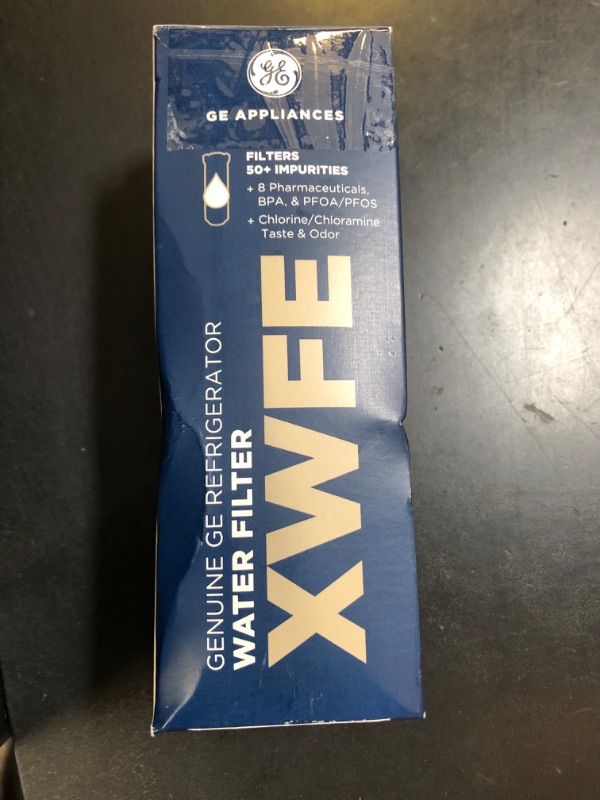 GE
GE APPLIANCES
FILTERS
50+ IMPURITIES
+ 8 Pharmaceuticals,
BPA, & PFOA/PFOS
+ Chlorine/Chloramine
Taste & Odor
GENUINE GE REFRIGERATOR
WATER FILTER
XWFE